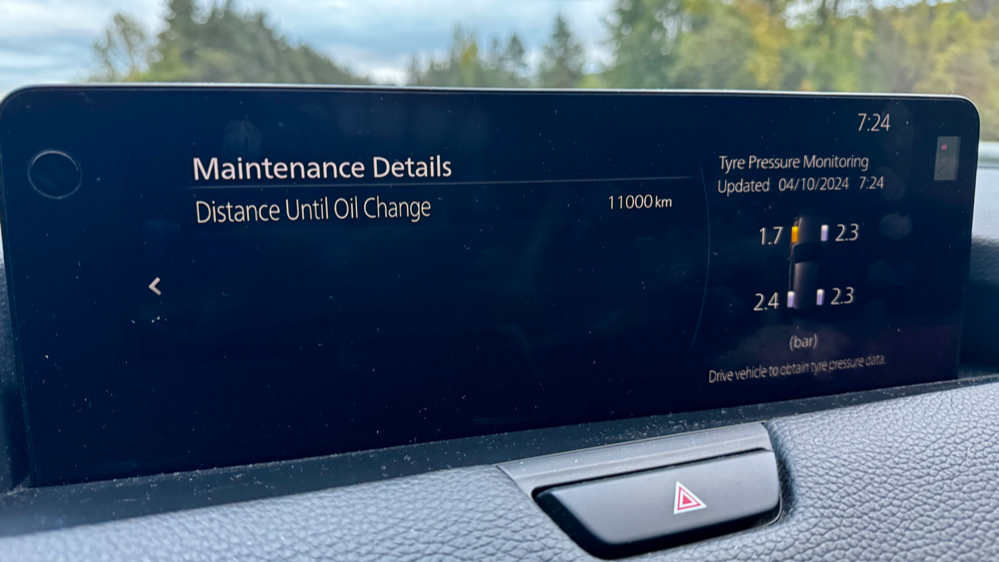 7:24
Maintenance Details
Distance Until Oil Change 11000 km
Tyre Pressure Monitoring
Updated 04/10/2024 7:24
1.7 2.3
2.4 2.3
(bar)
Drive vehicle to obtain tyre pressure data.